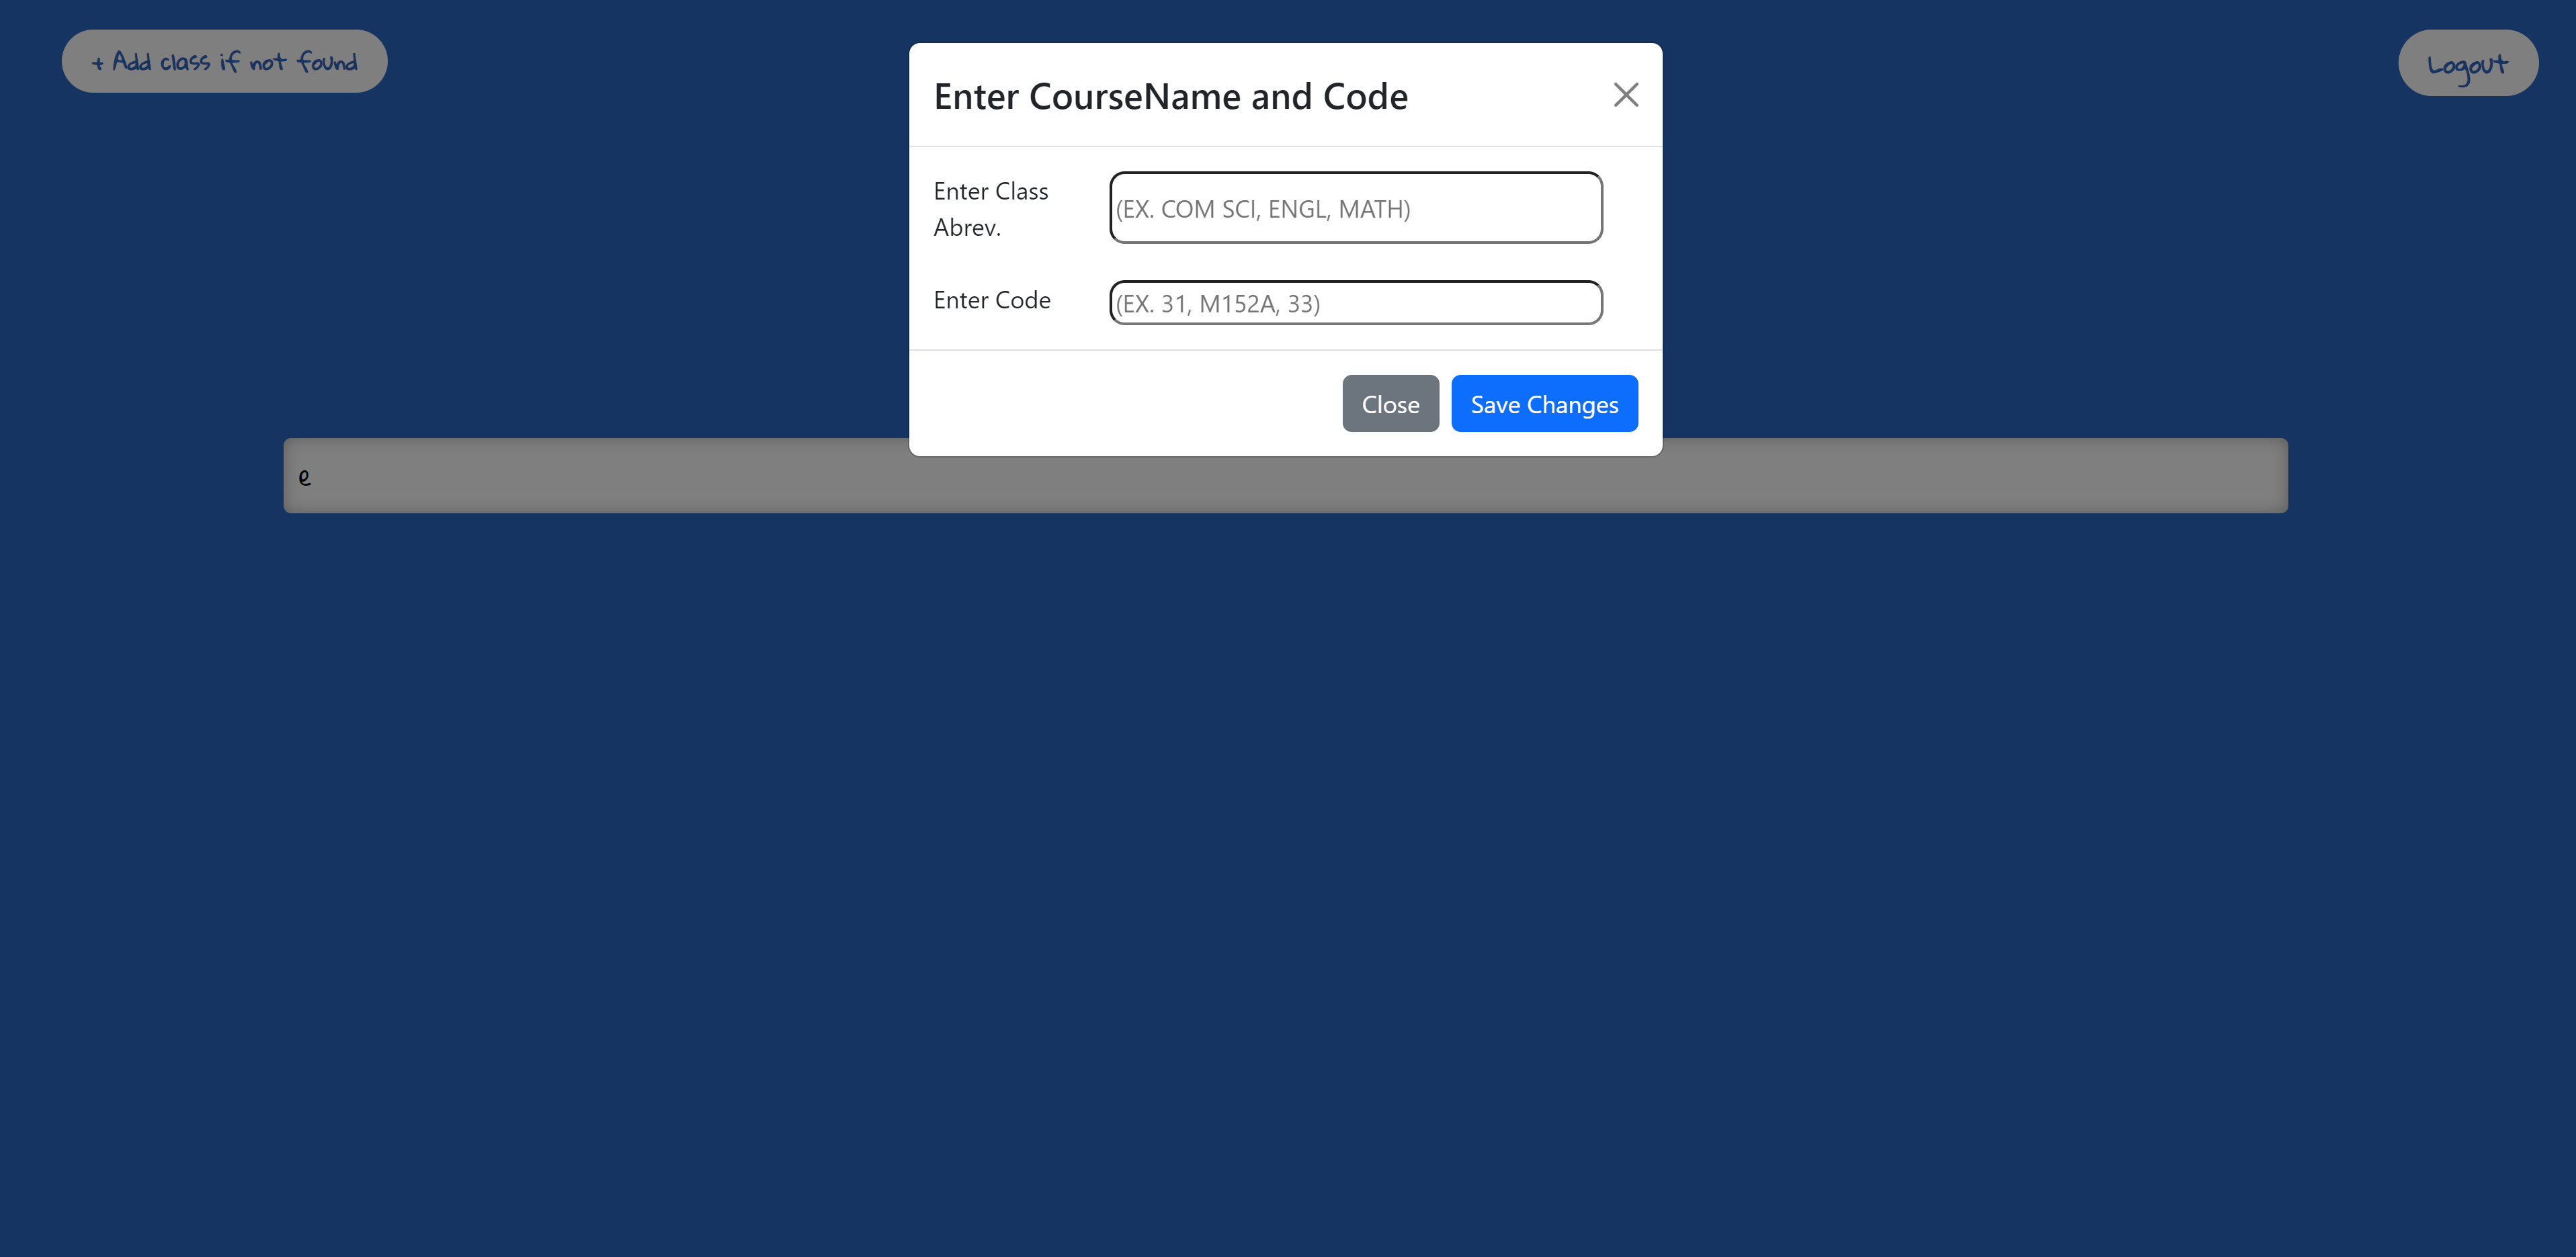 + Add class if not found
Logout
Enter CourseName and Code
Enter Class
Abrev.
(EX. COM SCI, ENGL, MATH)
Enter Code
(EX. 31, M152A, 33)
Close
Save Changes
e